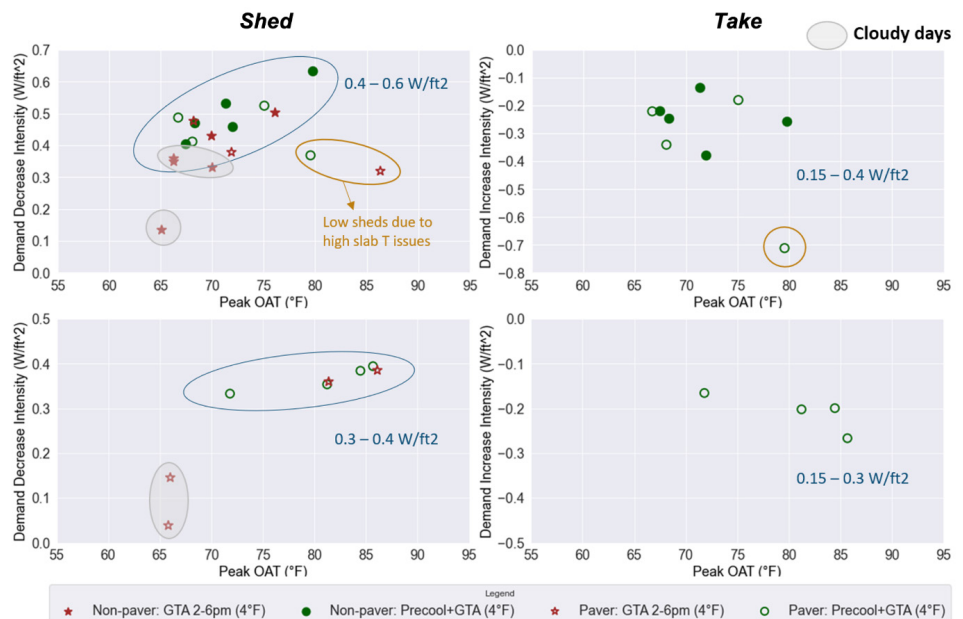 Shed
Take
Cloudy days
Demand Decrease Intensity (W/ft^2)
0.7
0.6
0.5
0.4
0.3
0.2
0.1
0.0
0.4 – 0.6 W/ft2
Low sheds due to
high slab T issues
55 60 65 70 75 80 85 90 95
Peak OAT (°F)
Demand Increase Intensity (W/ft^2)
0.0
−0.1
−0.2
−0.3
−0.4
−0.5
−0.6
−0.7
−0.8
0.15 – 0.4 W/ft2
55 60 65 70 75 80 85 90 95
Peak OAT (°F)
Demand Decrease Intensity (W/ft^2)
0.5
0.4
0.3
0.2
0.1
0.0
0.3 – 0.4 W/ft2
55 60 65 70 75 80 85 90 95
Peak OAT (°F)
Demand Increase Intensity (W/ft^2)
0.0
−0.1
−0.2
−0.3
−0.4
−0.5
0.15 – 0.3 W/ft2
55 60 65 70 75 80 85 90 95
Peak OAT (°F)
Legend
Non-paver: GTA 2-6pm (4°F) Non-paver: Precool+GTA (4°F) Paver: GTA 2-6pm (4°F) Paver: Precool+GTA (4°F)